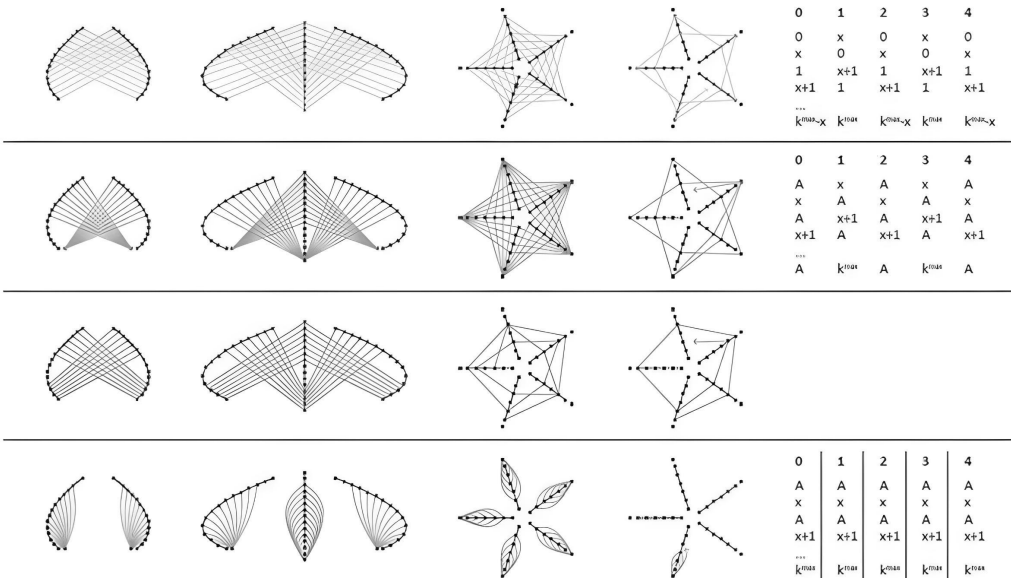 0 1 2 3 4
0 x 0 x 0
x 0 x 0 x
1 x+1 1 x+1 1
x+1 1 x+1 1 x+1
...
k^max-x k^max k^max-x k^max k^max-x
0 1 2 3 4
A x A x A
x A x A x
A x+1 A x+1 A
x+1 A x+1 A x+1
...
A k^max A k^max A
0 1 2 3 4
A A A A A
x x x x x
A A A A A
x+1 x+1 x+1 x+1 x+1
...
k^max k^max k^max k^max k^max